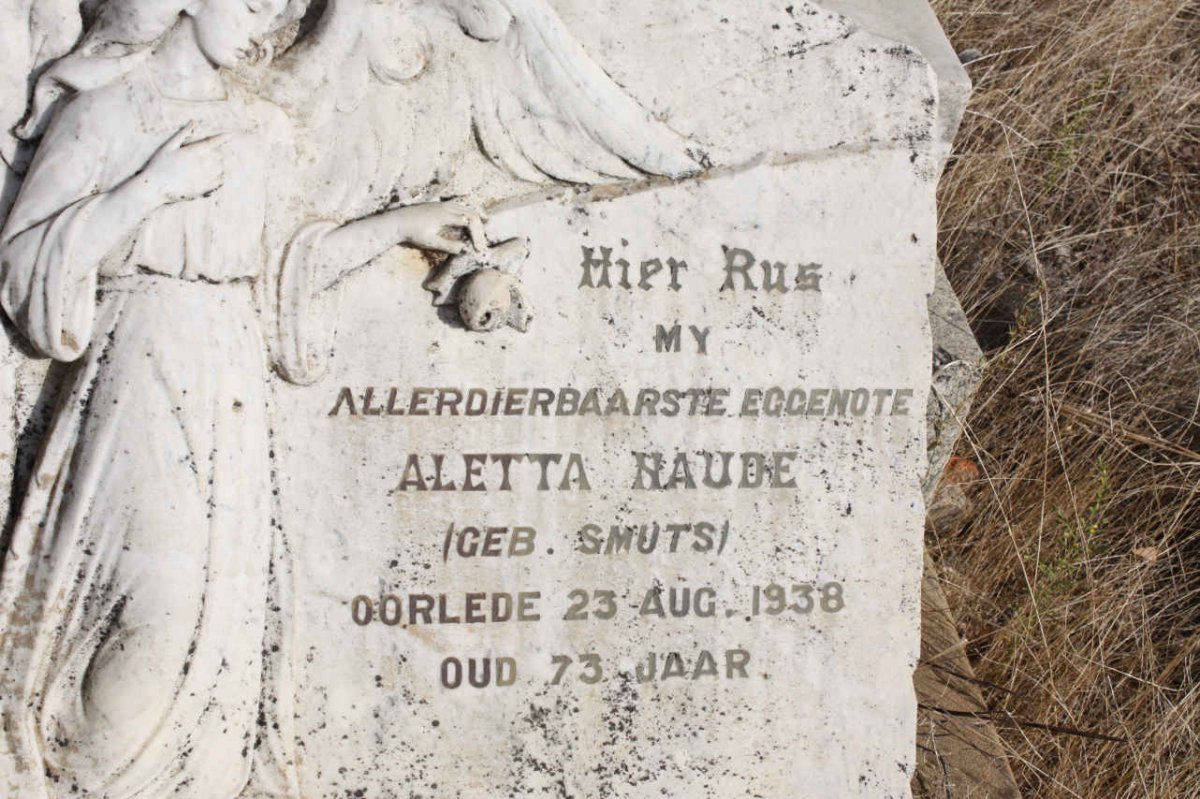 Hier Rus
MY
ALLERDIERBAARSTE EGGENOTE
ALETTA NAUDE
(GEB. SMUTS)
OORLEDE 23 AUG. 1938
OUD 73 JAAR